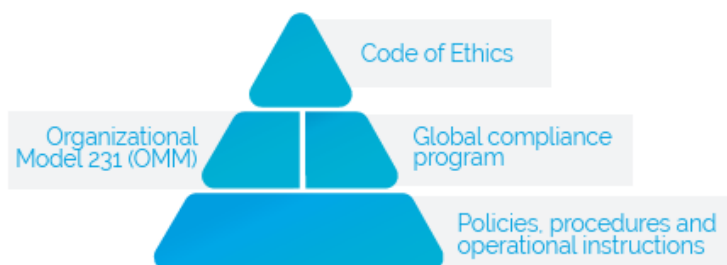 Code of Ethics
Organizational
Model 231 (OMM)
Global compliance
program
Policies, procedures and
operational instructions